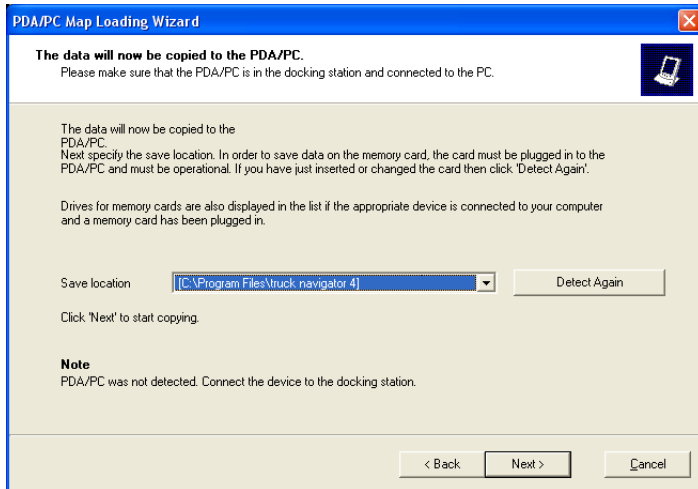 PDA/PC Map Loading Wizard
The data will now be copied to the PDA/PC.
Please make sure that the PDA/PC is in the docking station and connected to the PC.
The data will now be copied to the
PDA/PC.
Next specify the save location. In order to save data on the memory card, the card must be plugged in to the
PDA/PC and must be operational. If you have just inserted or changed the card then click 'Detect Again'.
Drives for memory cards are also displayed in the list if the appropriate device is connected to your computer
and a memory card has been plugged in.
Save location [C:\Program Files\truck navigator 4] Detect Again
Click 'Next' to start copying.
Note
PDA/PC was not detected. Connect the device to the docking station.
< Back Next > Cancel